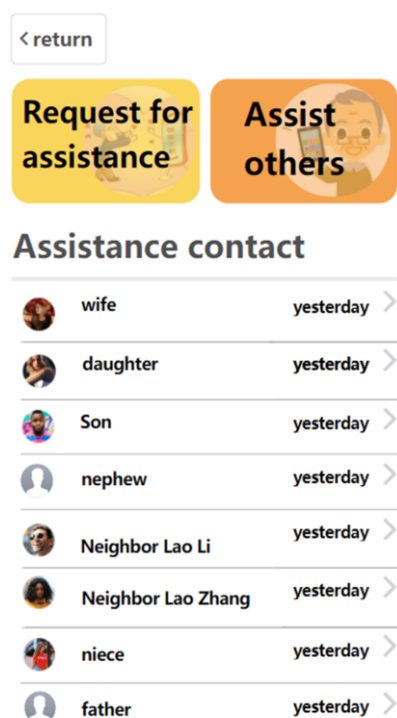 return
Request for
assistance
Assist
others
Assistance contact
wife yesterday
daughter yesterday
Son yesterday
nephew yesterday
Neighbor Lao Li yesterday
Neighbor Lao Zhang yesterday
niece yesterday
father yesterday